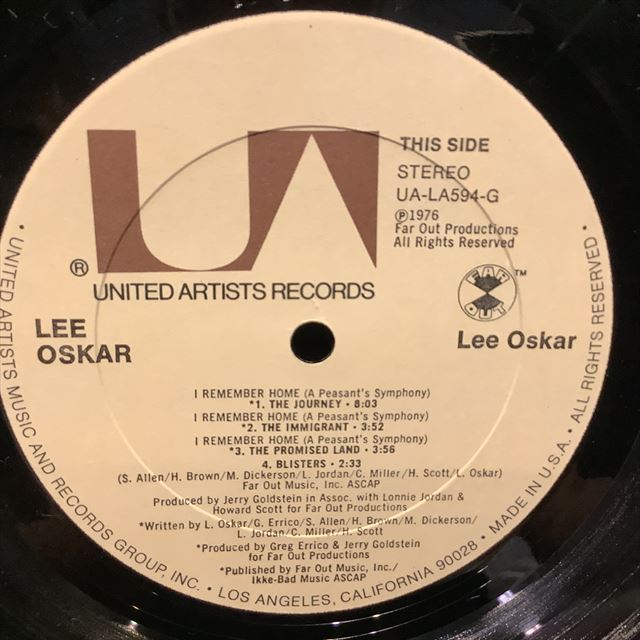 UA
THIS SIDE
STEREO
UA-LA594-G
Ⓟ1976
Far Out Productions
All Rights Reserved
®
UNITED ARTISTS RECORDS
FAR
OUT
TM
LEE
OSKAR
Lee Oskar
I REMEMBER HOME (A Peasant's Symphony)
*1. THE JOURNEY • 8:03
I REMEMBER HOME (A Peasant's Symphony)
*2. THE IMMIGRANT • 3:52
I REMEMBER HOME (A Peasant's Symphony)
*3. THE PROMISED LAND • 3:56
4. BLISTERS • 2:33
(S. Allen/H. Brown/M. Dickerson/L. Jordan/C. Miller/H. Scott/L. Oskar)
Far Out Music, Inc. ASCAP
Produced by Jerry Goldstein in Assoc. with Lonnie Jordan &
Howard Scott for Far Out Productions
*Written by L. Oskar/G. Errico/S. Allen/H. Brown/M. Dickerson/
L. Jordan/C. Miller/H. Scott
*Produced by Greg Errico & Jerry Goldstein
for Far Out Productions
*Published by Far Out Music, Inc./
Ikke-Bad Music ASCAP
• UNITED ARTISTS MUSIC AND RECORDS GROUP, INC. • LOS ANGELES, CALIFORNIA 90028 • MADE IN U.S.A. • ALL RIGHTS RESERVED •